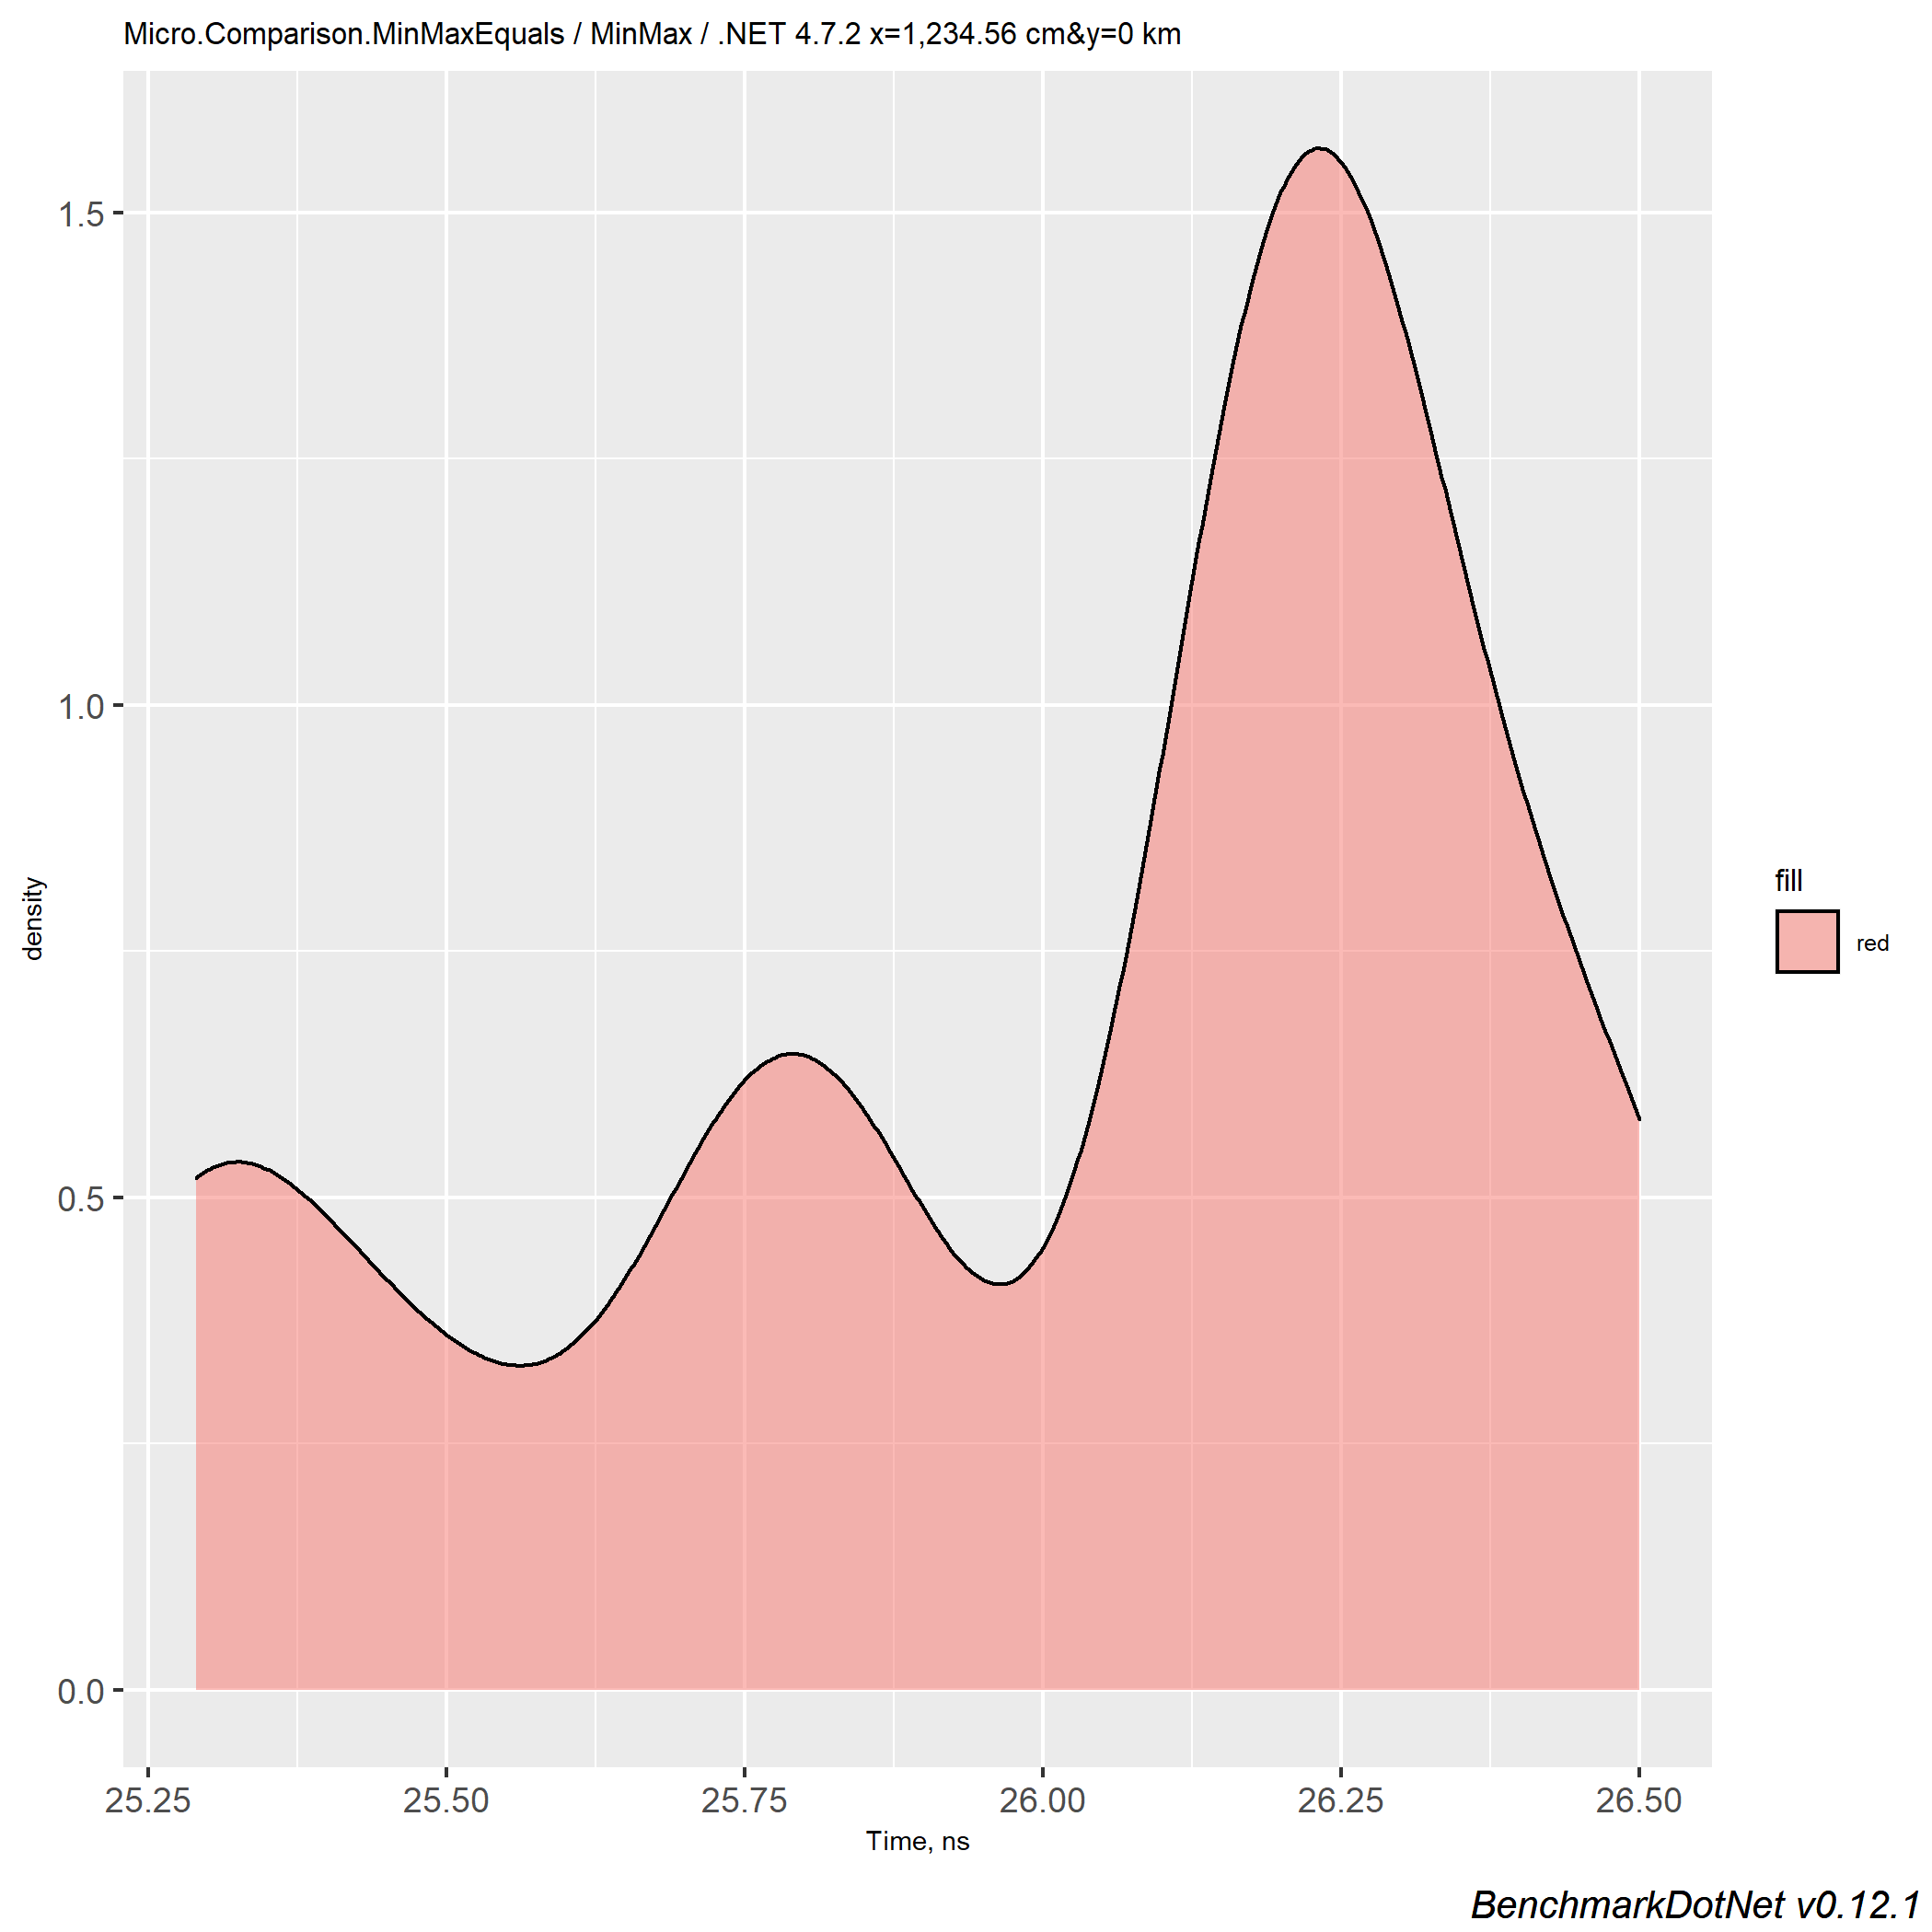 Micro.Comparison.MinMaxEquals / MinMax / .NET 4.7.2 x=1,234.56 cm&y=0 km
1.5
1.0
0.5
0.0
density
25.25 25.50 25.75 26.00 26.25 26.50
Time, ns
fill
red
BenchmarkDotNet v0.12.1